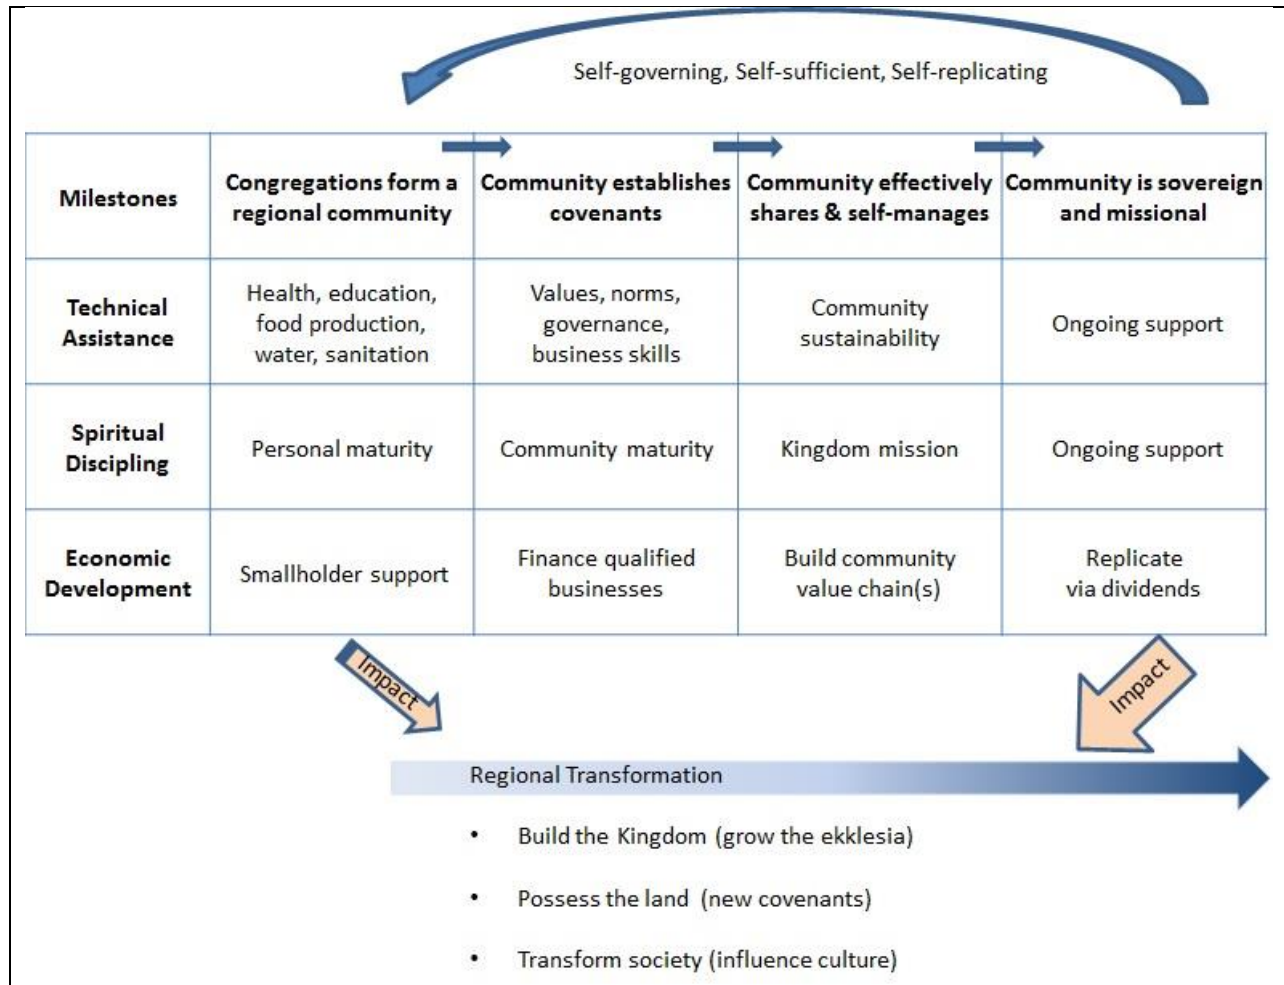 Self-governing, Self-sufficient, Self-replicating
Milestones
Congregations form a
regional community
Community establishes
covenants
Community effectively
shares & self-manages
Community is sovereign
and missional
Technical
Assistance
Health, education,
food production,
water, sanitation
Values, norms,
governance,
business skills
Community
sustainability
Ongoing support
Spiritual
Discipling
Personal maturity
Community maturity
Kingdom mission
Ongoing support
Economic
Development
Smallholder support
Finance qualified
businesses
Build community
value chain(s)
Replicate
via dividends
Impact
Impact
Regional Transformation
• Build the Kingdom (grow the ekklesia)
• Possess the land (new covenants)
• Transform society (influence culture)